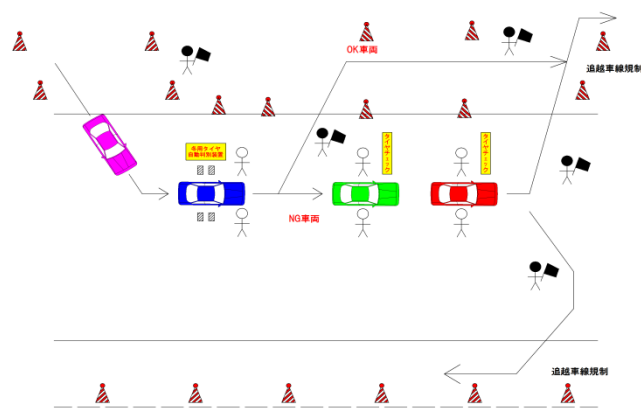 OK車両
追越車線規制
冬用タイヤ
自動判別装置
タイヤチェック
タイヤチェック
NG車両
追越車線規制